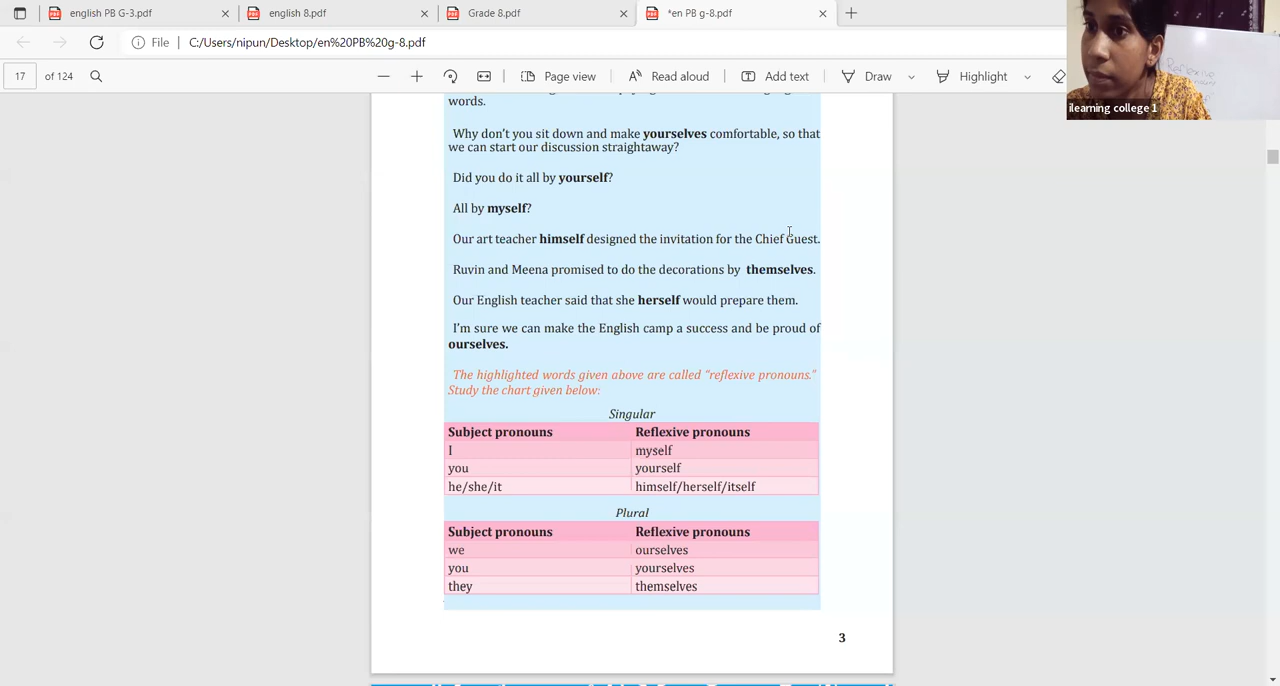 english PB G-3.pdf
english 8.pdf
Grade 8.pdf
*en PB g-8.pdf
File
C:/Users/nipun/Desktop/en%20PB%20g-8.pdf
17 of 124
Page view
Read aloud
Add text
Draw
Highlight
Reflexive
ilearning college 1
words.
Why don't you sit down and make yourselves comfortable, so that
we can start our discussion straightaway?
Did you do it all by yourself?
All by myself?
Our art teacher himself designed the invitation for the Chief Guest.
Ruvin and Meena promised to do the decorations by themselves.
Our English teacher said that she herself would prepare them.
I'm sure we can make the English camp a success and be proud of
ourselves.
The highlighted words given above are called "reflexive pronouns."
Study the chart given below:
Singular
Subject pronouns Reflexive pronouns
I myself
you yourself
he/she/it himself/herself/itself
Plural
Subject pronouns Reflexive pronouns
we ourselves
you yourselves
they themselves
3